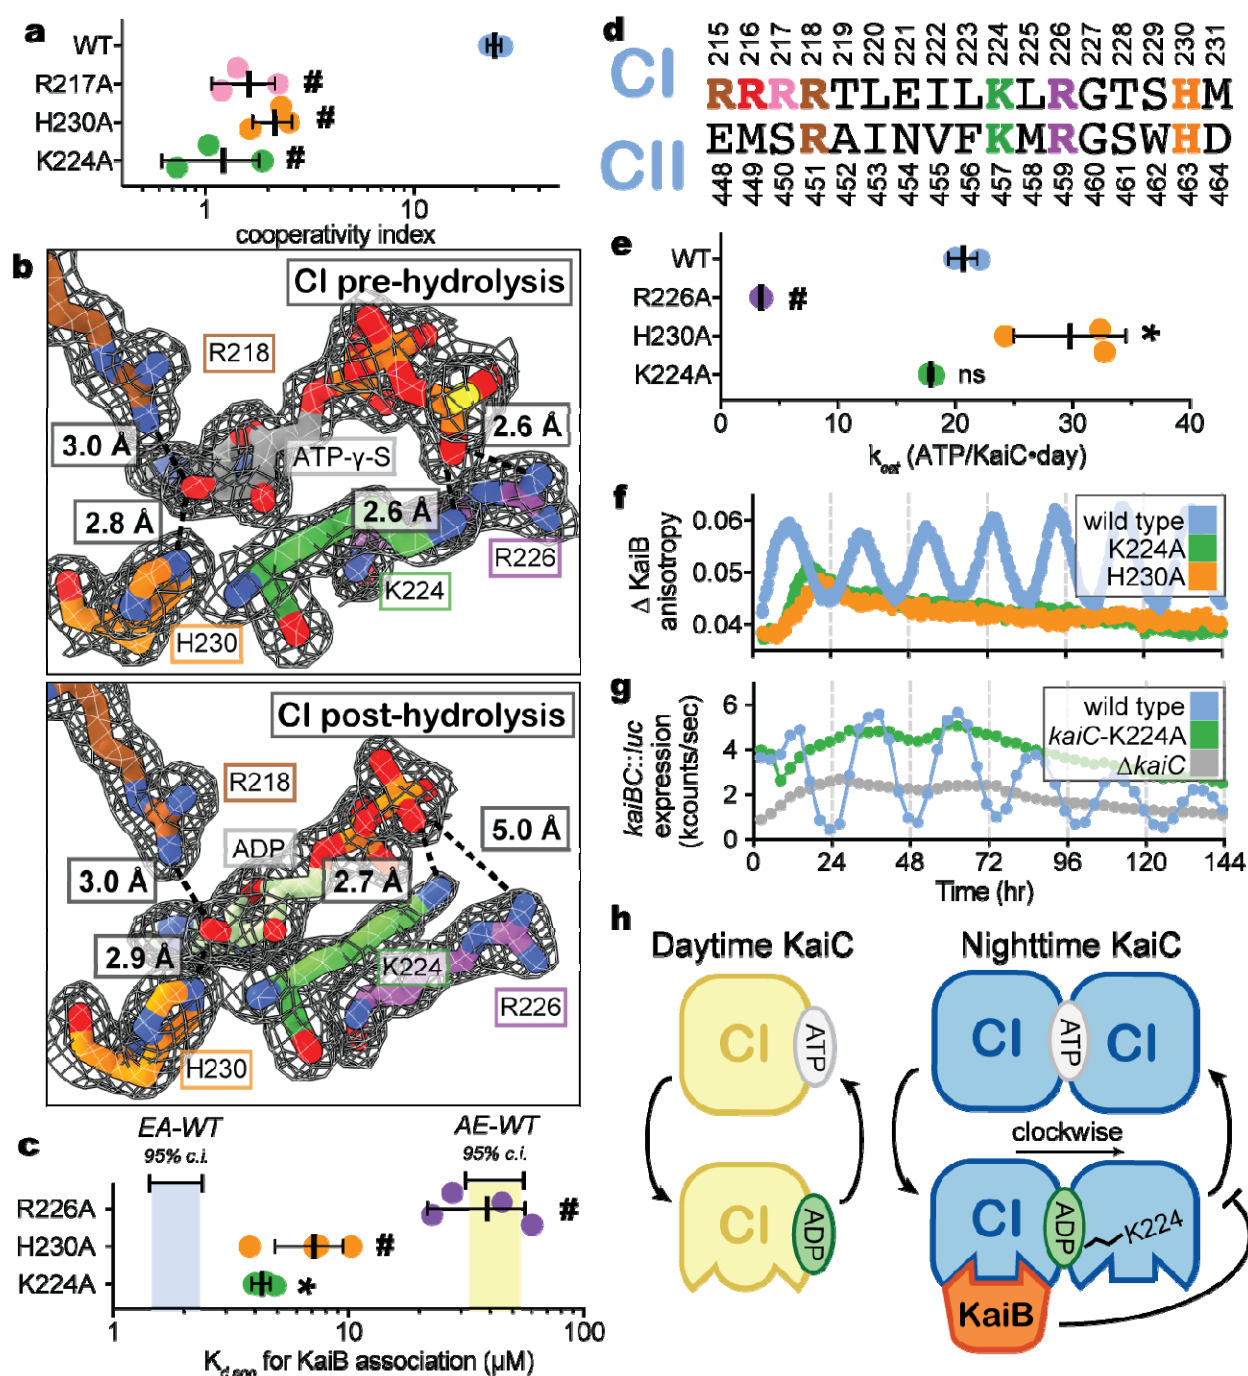 a
WT
R217A
#
H230A
#
K224A
#
1
10
cooperativity index
d
215 216 217 218 219 220 221 222 223 224 225 226 227 228 229 230 231
CI
RRRRTLEILKLRGTSHM
CII
EMSRAINVFKMRGSWHD
448 449 450 451 452 453 454 455 456 457 458 459 460 461 462 463 464
b
CI pre-hydrolysis
R218
3.0 Å
2.6 Å
ATP-γ-S
2.8 Å
2.6 Å
R226
K224
H230
CI post-hydrolysis
R218
ADP
5.0 Å
3.0 Å
2.7 Å
2.9 Å
K224
R226
H230
e
WT
R226A
#
H230A
*
K224A
ns
0 10 20 30 40
kcat (ATP/KaiC•day)
f
0.06
0.05
0.04
Δ KaiB
anisotropy
wild type
K224A
H230A
g
6
4
2
0
kaiBC::luc
expression
(kcounts/sec)
wild type
kaiC-K224A
ΔkaiC
0 24 48 72 96 120 144
Time (hr)
c
EA-WT
95% c.i.
AE-WT
95% c.i.
R226A
#
H230A
#
K224A
*
1 10 100
Kd,app for KaiB association (μM)
h
Daytime KaiC
Nighttime KaiC
CI
ATP
CI
ATP
CI
clockwise
CI
ADP
CI
ADP
K224
KaiB